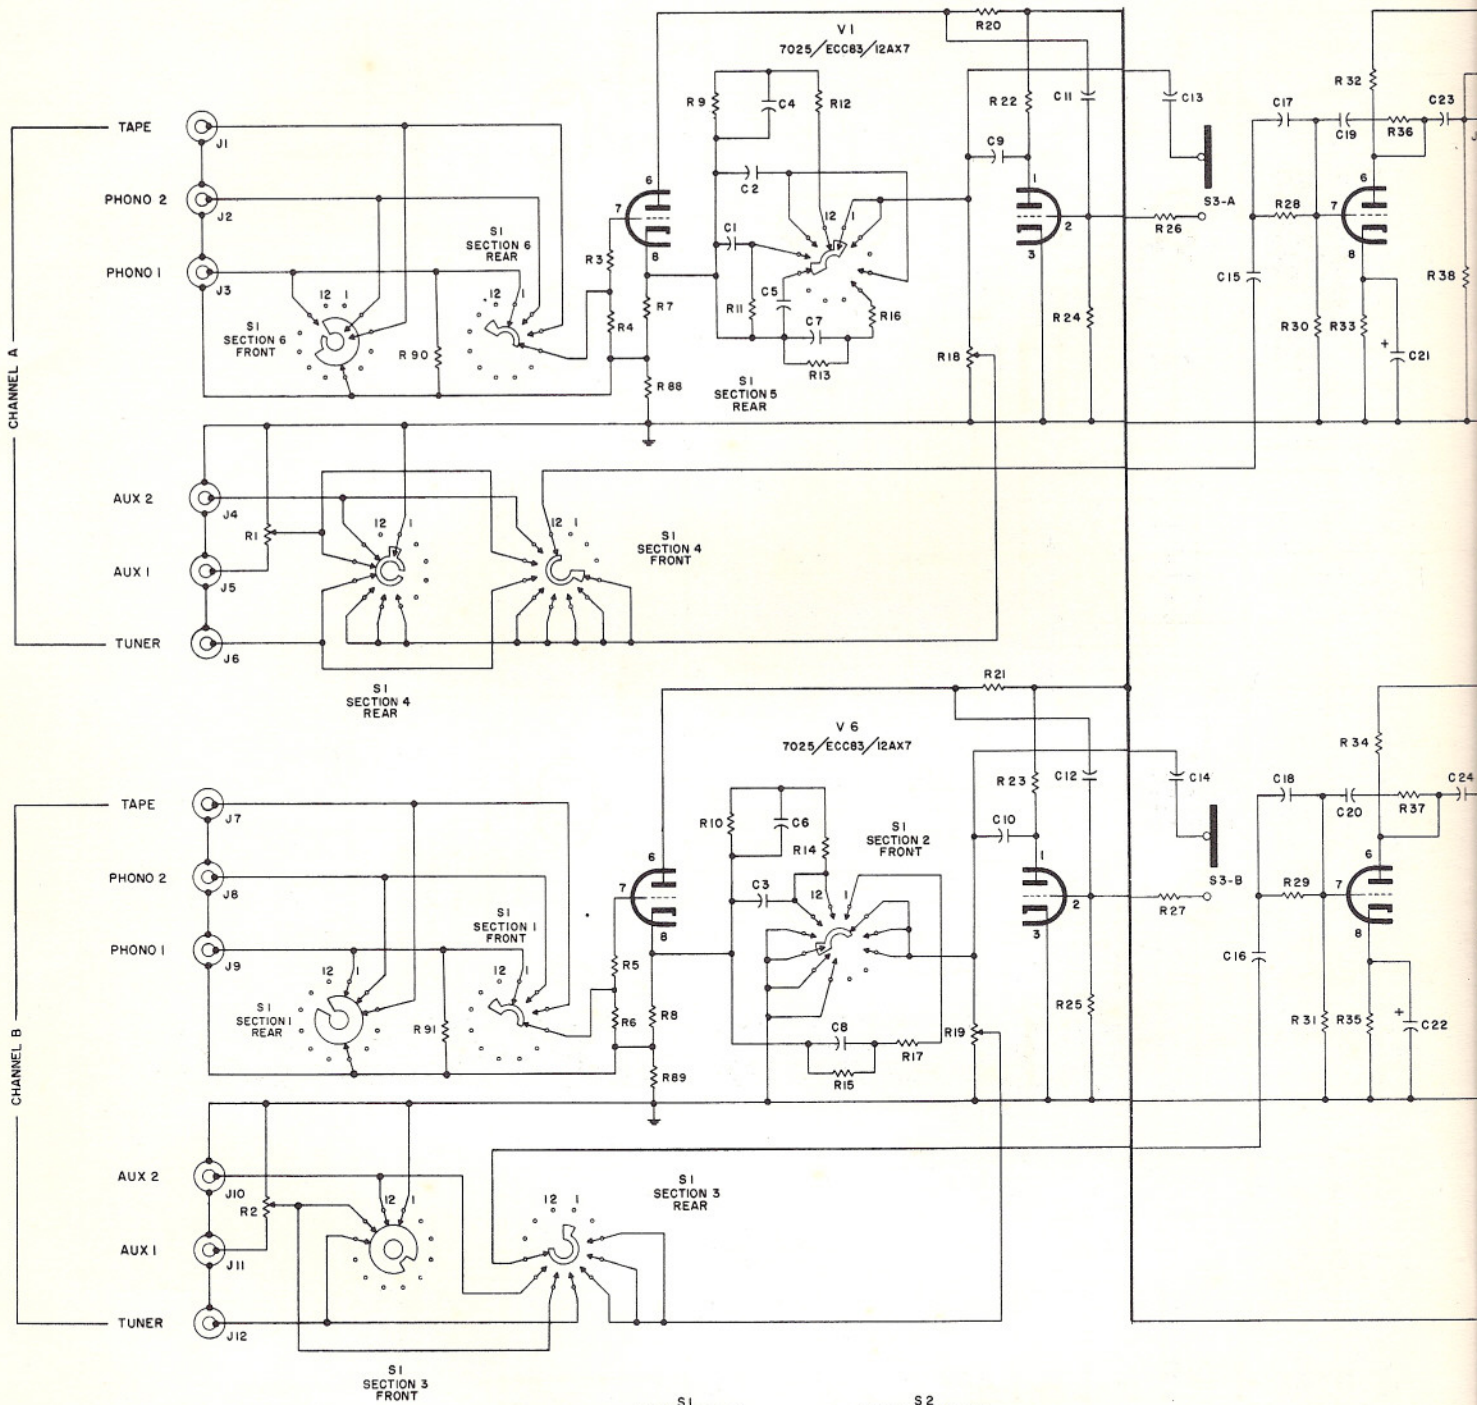 R20
V 1
7025/ECC83/12AX7
R 32
R 9
C4
R 12
R 22
C11
C13
C17
C19
R36
C23
TAPE
J1
C9
C2
1
6
6
PHONO 2
J2
7
12 1
2
S3-A
R28
7
S1
SECTION 6
REAR
C1
R26
3
8
8
PHONO 1
J3
R3
12 1
12 1
C5
C15
R38
R7
R11
R16
S1
SECTION 6
FRONT
R4
C7
R24
R30
R33
R 90
R18
+
C21
R13
R 88
S1
SECTION 5
REAR
CHANNEL A
AUX 2
J4
12 1
12 1
R1
S1
SECTION 4
FRONT
AUX 1
J5
TUNER
J6
S1
SECTION 4
REAR
R21
V 6
7025/ECC83/12AX7
R 34
R23
C12
C14
C18
C20
R37
C24
TAPE
J7
R10
C6
C10
R14
S1
SECTION 2
FRONT
6
1
6
PHONO 2
J8
7
C3
12 1
2
S3-B
R29
7
S1
SECTION 1
FRONT
R27
8
3
8
PHONO 1
J9
12 1
12 1
R5
C16
S1
SECTION 1
REAR
R91
R6
R8
R25
R31
R35
+
C22
C8
R19
R17
R15
R89
CHANNEL B
AUX 2
J10
S1
SECTION 3
REAR
R2
12 1
12 1
AUX 1
J11
TUNER
J12
S1
SECTION 3
FRONT
S1
S2